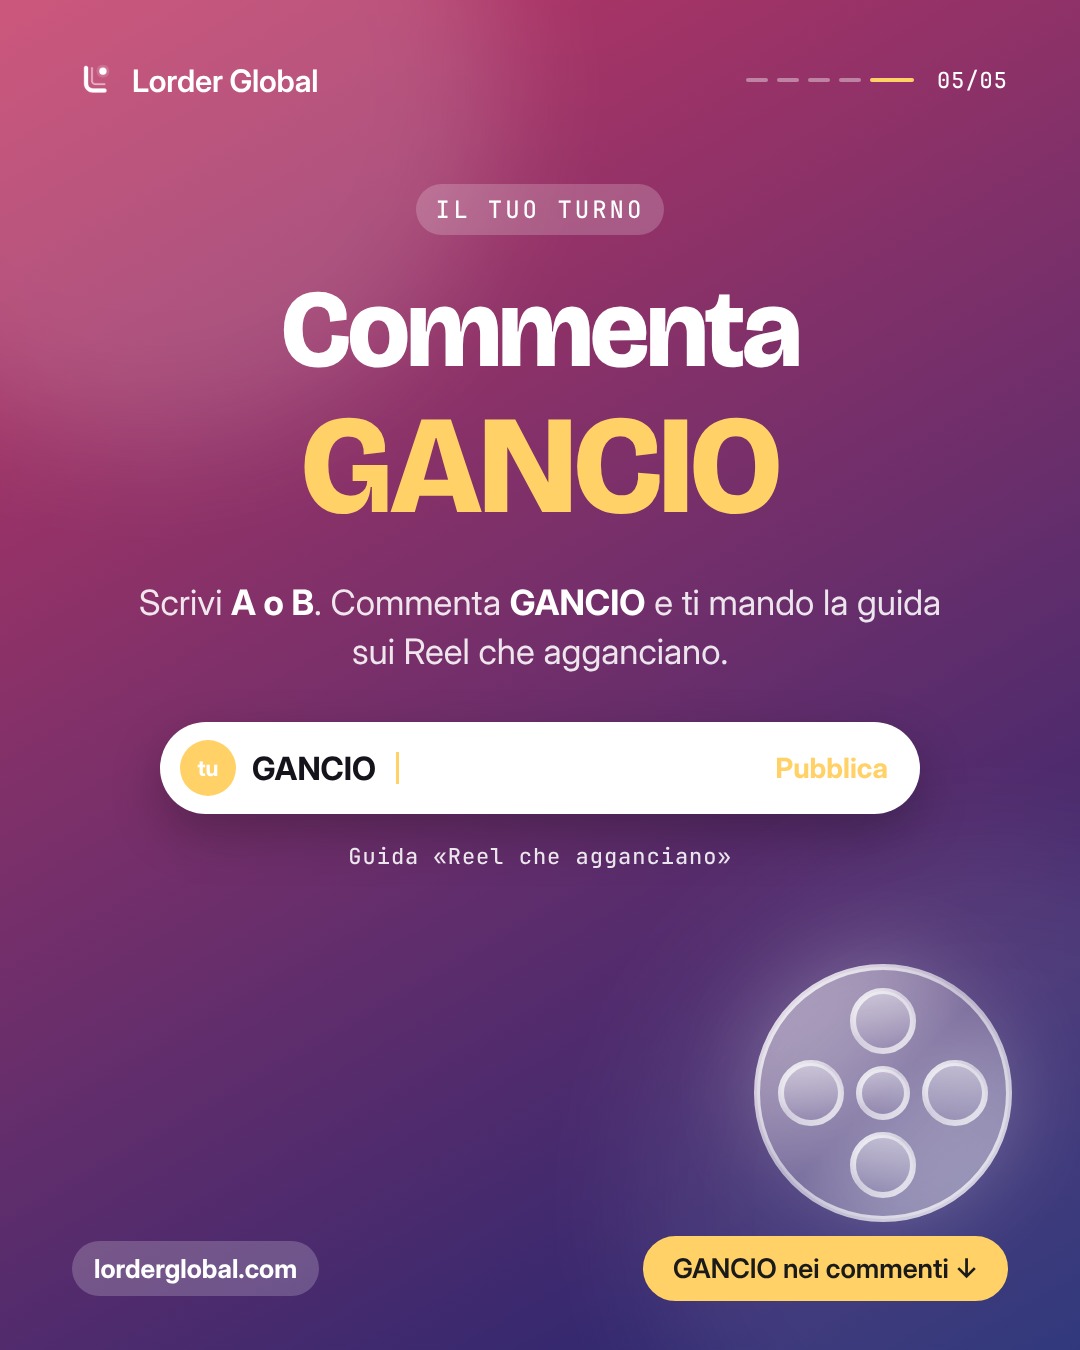 Lorder Global
05/05
IL TUO TURNO
Commenta
GANCIO
Scrivi A o B. Commenta GANCIO e ti mando la guida
sui Reel che agganciano.
tu GANCIO Pubblica
Guida «Reel che agganciano»
lorderglobal.com
GANCIO nei commenti ↓